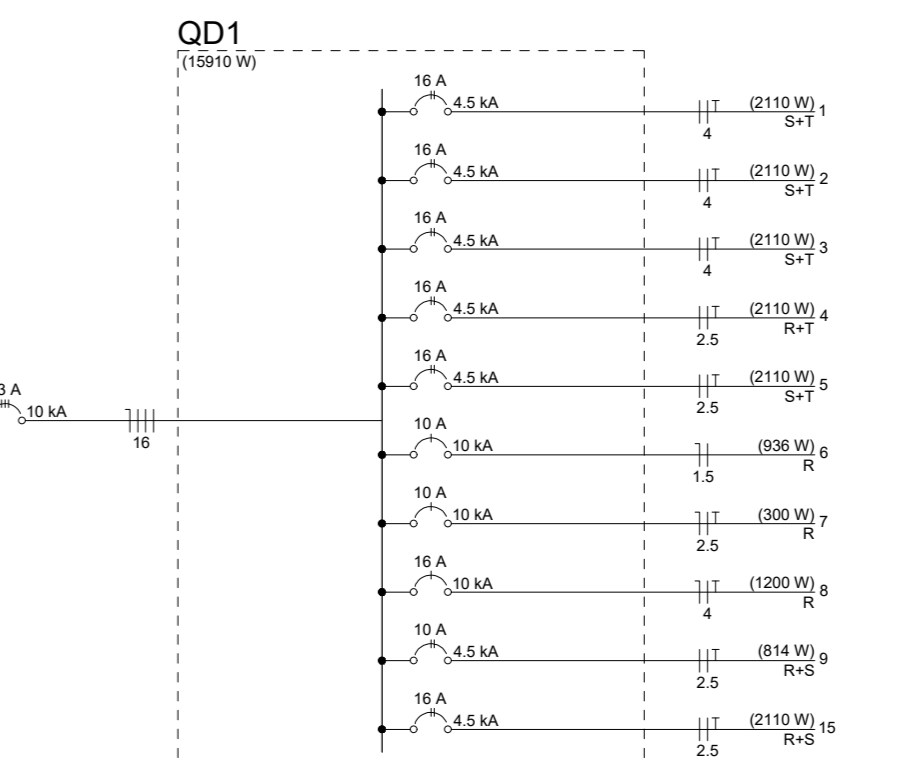 QD1
(15910 W)
16 A
4.5 kA
T
4
(2110 W)
S+T
1
16 A
4.5 kA
T
4
(2110 W)
S+T
2
16 A
4.5 kA
T
4
(2110 W)
S+T
3
16 A
4.5 kA
T
2.5
(2110 W)
R+T
4
16 A
4.5 kA
T
2.5
(2110 W)
S+T
5
3 A
10 kA
16
10 A
10 kA
1.5
(936 W)
R
6
10 A
10 kA
T
2.5
(300 W)
R
7
16 A
10 kA
T
4
(1200 W)
R
8
10 A
4.5 kA
T
2.5
(814 W)
R+S
9
16 A
4.5 kA
T
2.5
(2110 W)
R+S
15